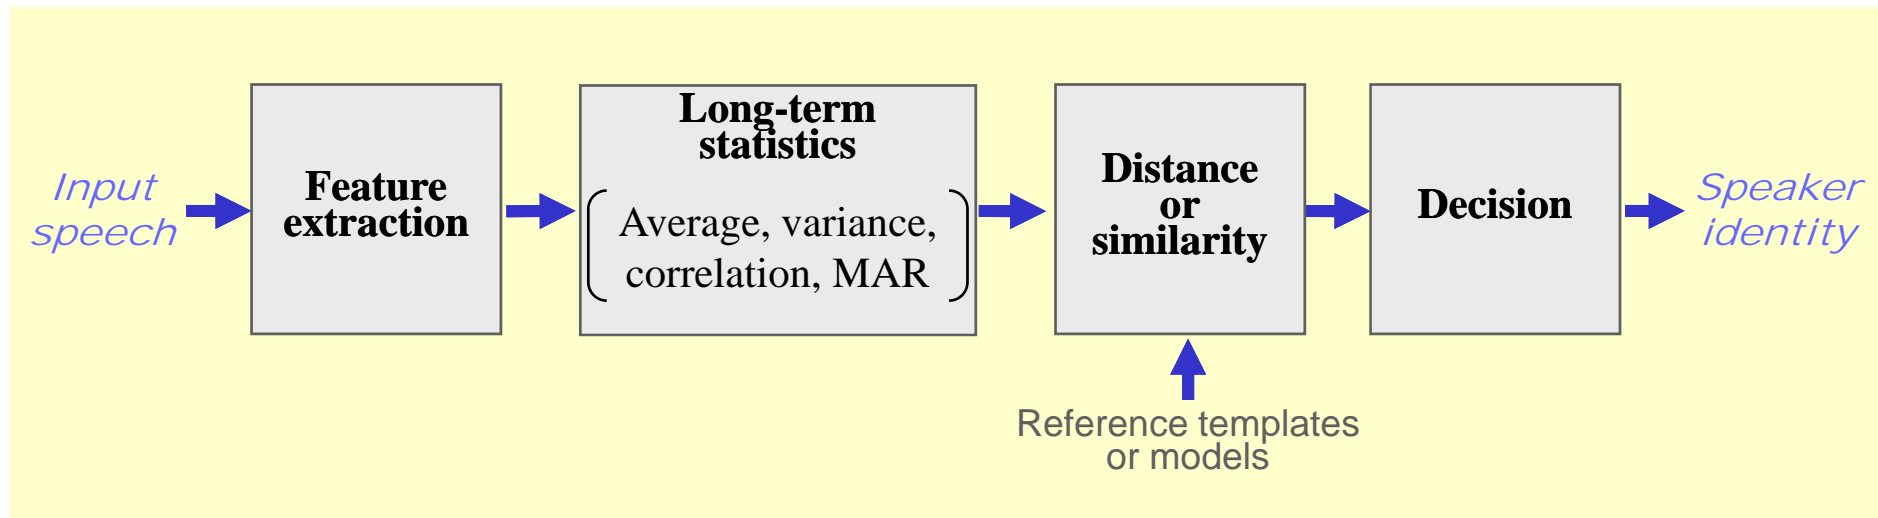 Input
speech
Feature
extraction
Long-term
statistics
Average, variance,
correlation, MAR
Distance
or
similarity
Decision
Speaker
identity
Reference templates
or models